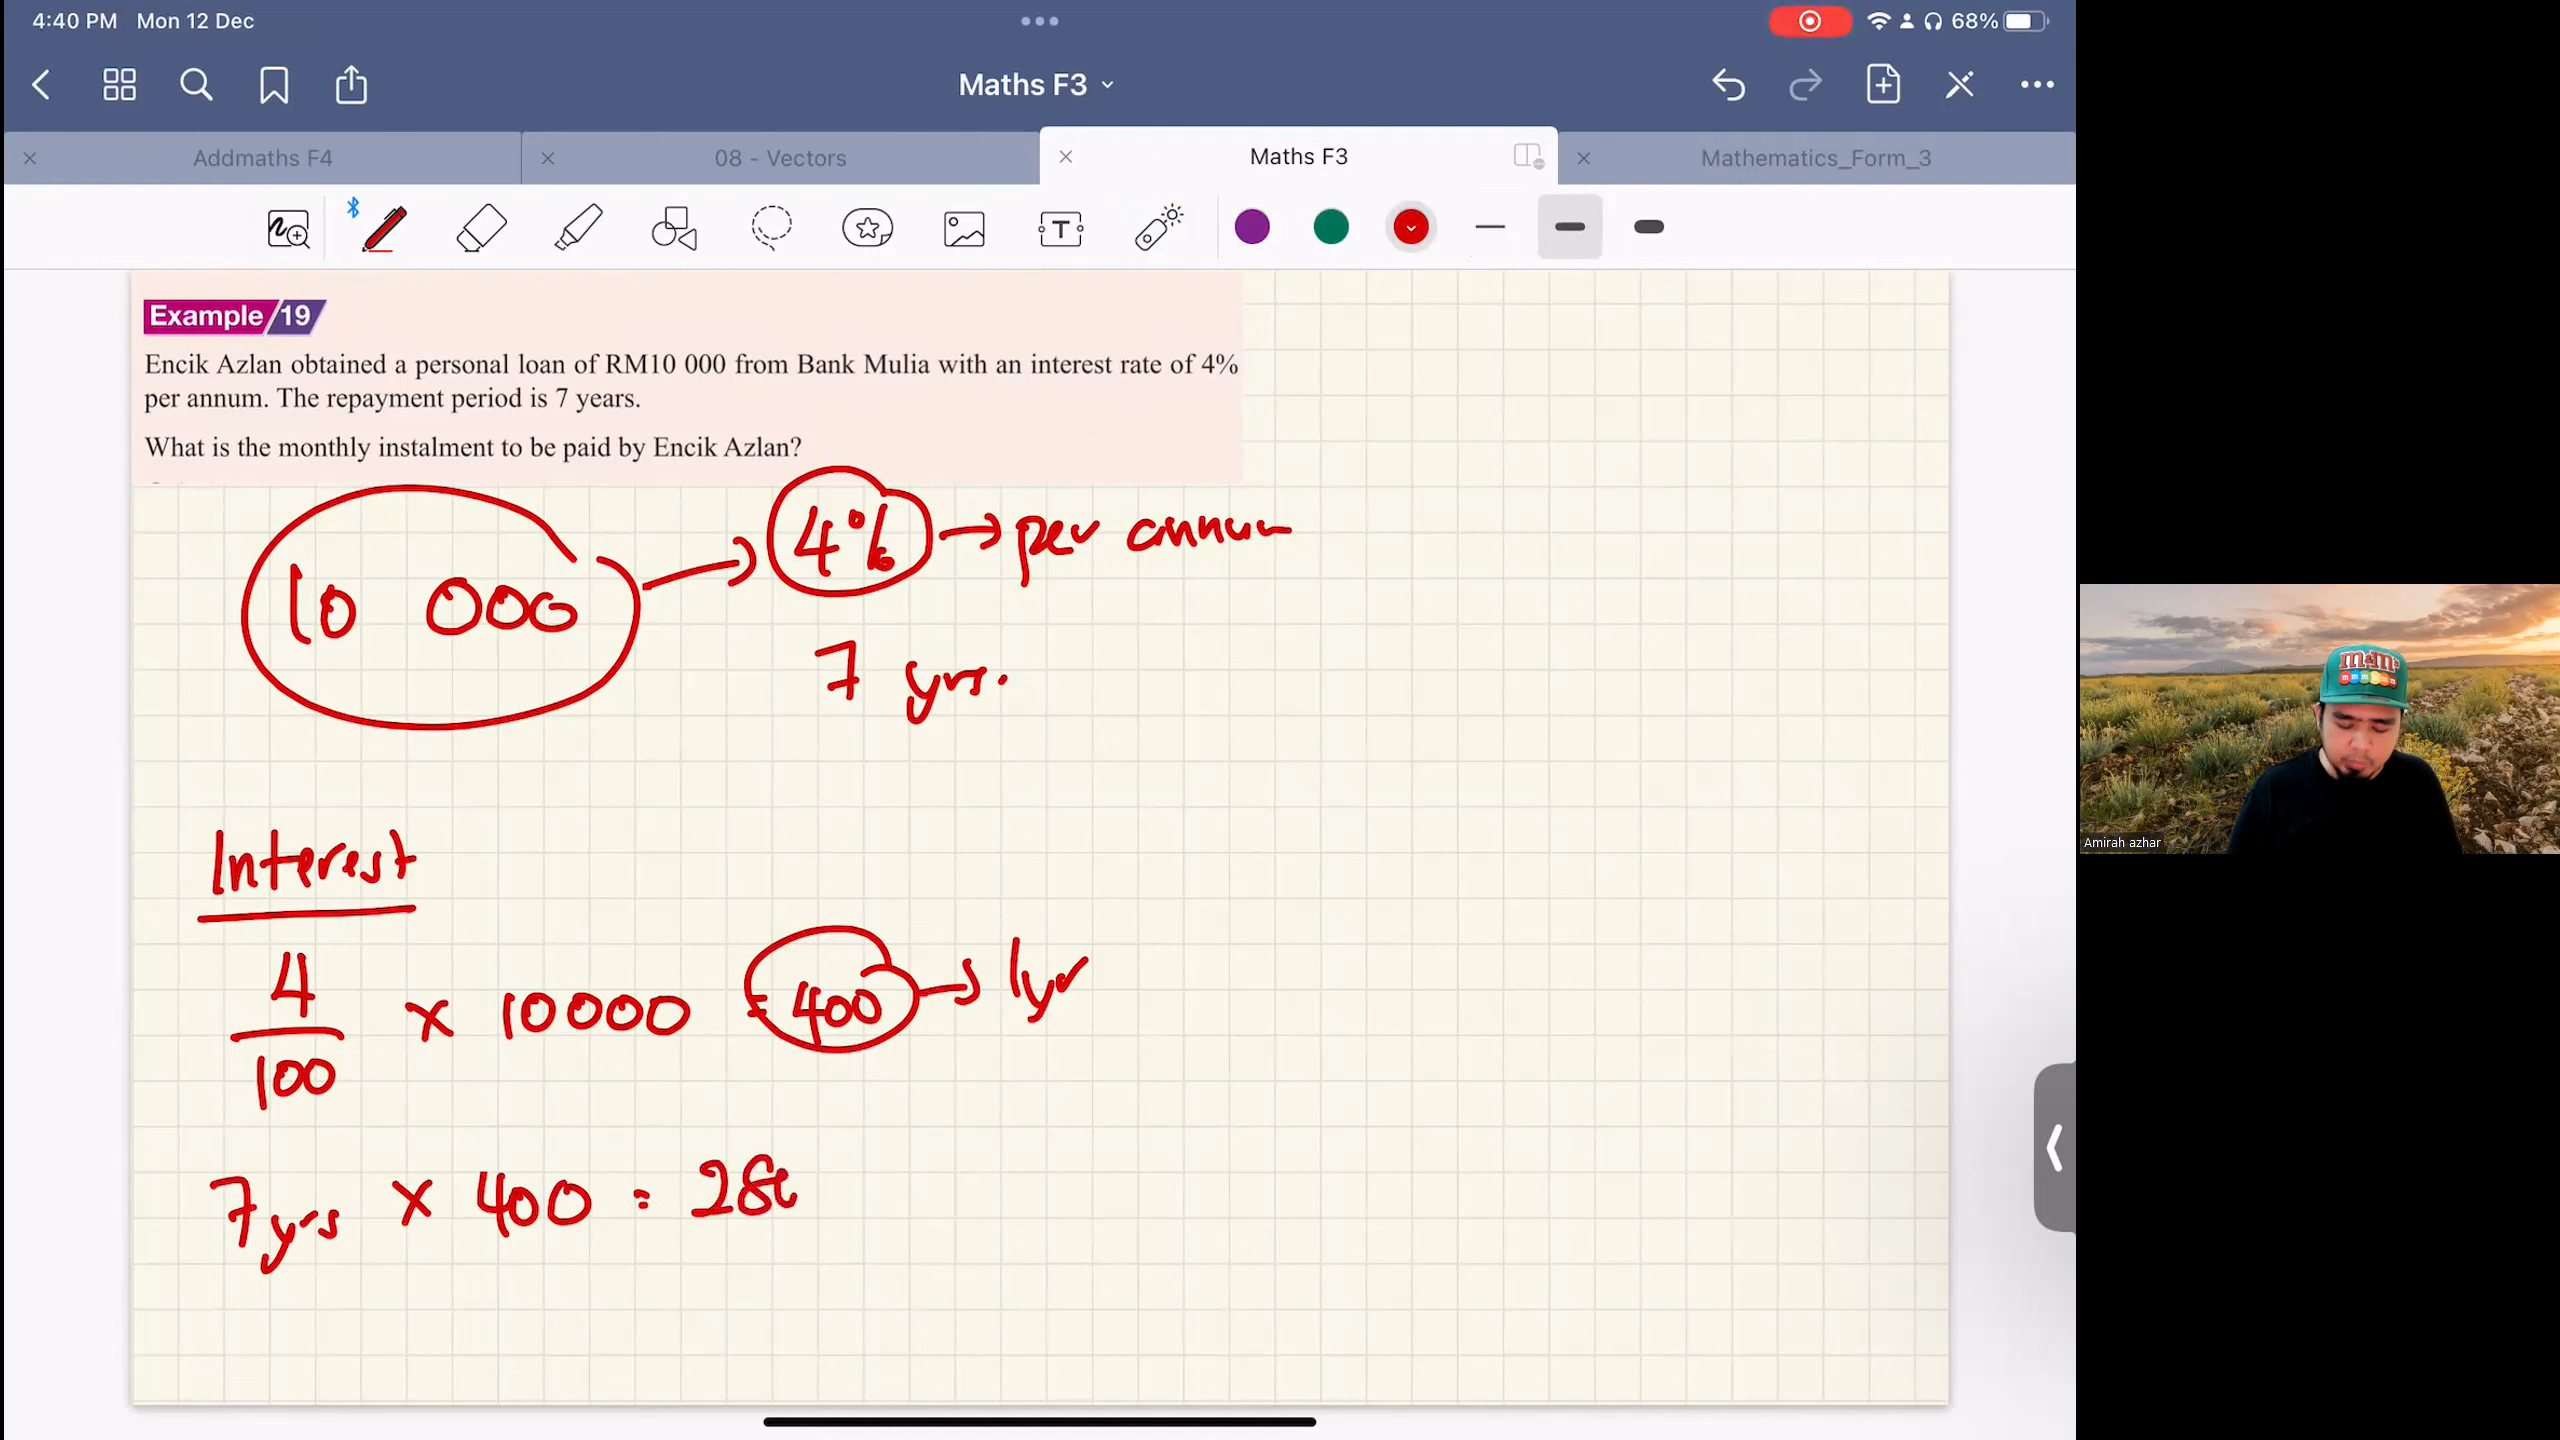 4:40 PM Mon 12 Dec
68%
Maths F3
Addmaths F4
08 - Vectors
Maths F3
Mathematics_Form_3
Example 19
Encik Azlan obtained a personal loan of RM10 000 from Bank Mulia with an interest rate of 4%
per annum. The repayment period is 7 years.
What is the monthly instalment to be paid by Encik Azlan?
10 000 → 4% → per annum
7 yrs.
Interest
4/100 × 10000 = 400 → 1yr
7yrs × 400 = 280
m&m's
Amirah azhar